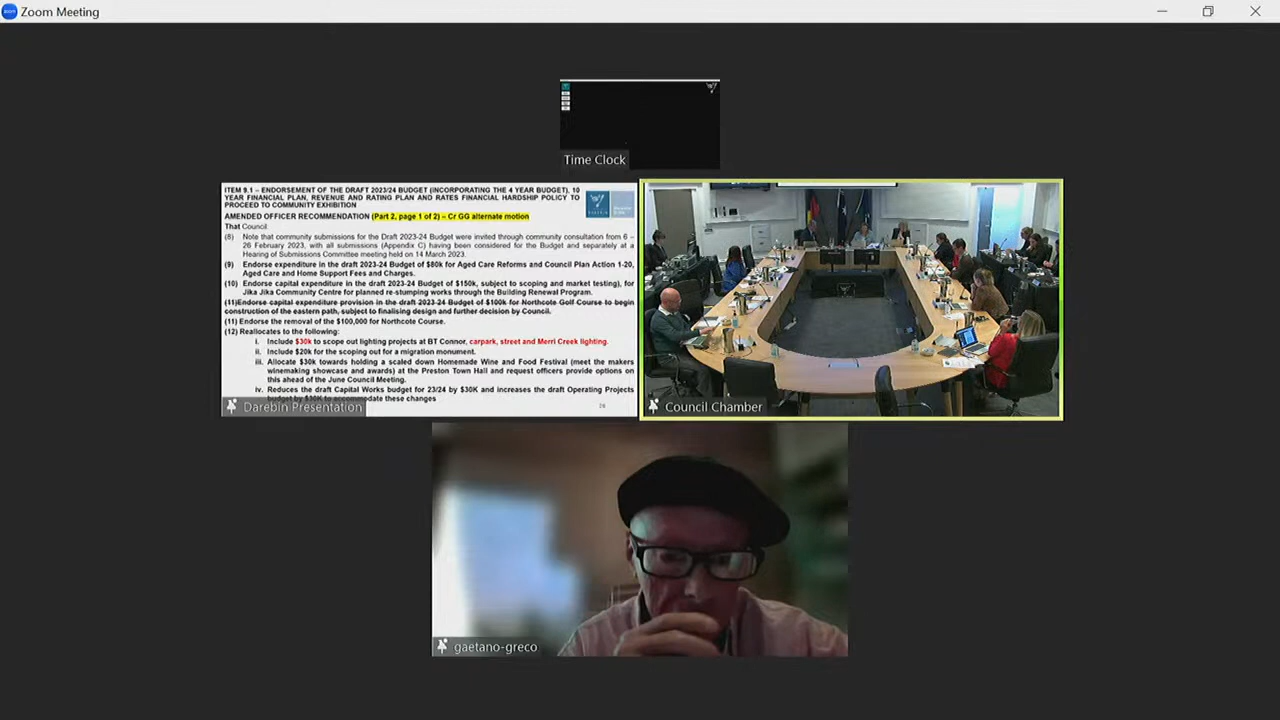 Zoom Meeting
Time Clock
ITEM 9.1 – ENDORSEMENT OF THE DRAFT 2023/24 BUDGET (INCORPORATING THE 4 YEAR BUDGET), 10
YEAR FINANCIAL PLAN, REVENUE AND RATING PLAN AND RATES FINANCIAL HARDSHIP POLICY TO
PROCEED TO COMMUNITY EXHIBITION
AMENDED OFFICER RECOMMENDATION (Part 2, page 1 of 2) – Cr GG alternate motion
That Council
(8) Note that community submissions for the Draft 2023-24 Budget were invited through community consultation from 6 –
26 February 2023, with all submissions (Appendix C) having been considered for the Budget and separately at a
Hearing of Submissions Committee meeting held on 14 March 2023.
(9) Endorse expenditure in the draft 2023-24 Budget of $80k for Aged Care Reforms and Council Plan Action 1-20,
Aged Care and Home Support Fees and Charges.
(10) Endorse capital expenditure in the draft 2023-24 Budget of $150k, subject to scoping and market testing), for
Jika Jika Community Centre for planned re-stumping works through the Building Renewal Program.
(11)Endorse capital expenditure provision in the draft 2023-24 Budget of $100k for Northcote Golf Course to begin
construction of the eastern path, subject to finalising design and further decision by Council.
(11) Endorse the removal of the $100,000 for Northcote Course.
(12) Reallocates to the following:
i. Include $30k to scope out lighting projects at BT Connor, carpark, street and Merri Creek lighting.
ii. Include $20k for the scoping out for a migration monument.
iii. Allocate $30k towards holding a scaled down Homemade Wine and Food Festival (meet the makers
winemaking showcase and awards) at the Preston Town Hall and request officers provide options on
this ahead of the June Council Meeting.
iv. Reduces the draft Capital Works budget for 23/24 by $30K and increases the draft Operating Projects
budget by $30K to accommodate these changes
Darebin Presentation
Council Chamber
gaetano-greco